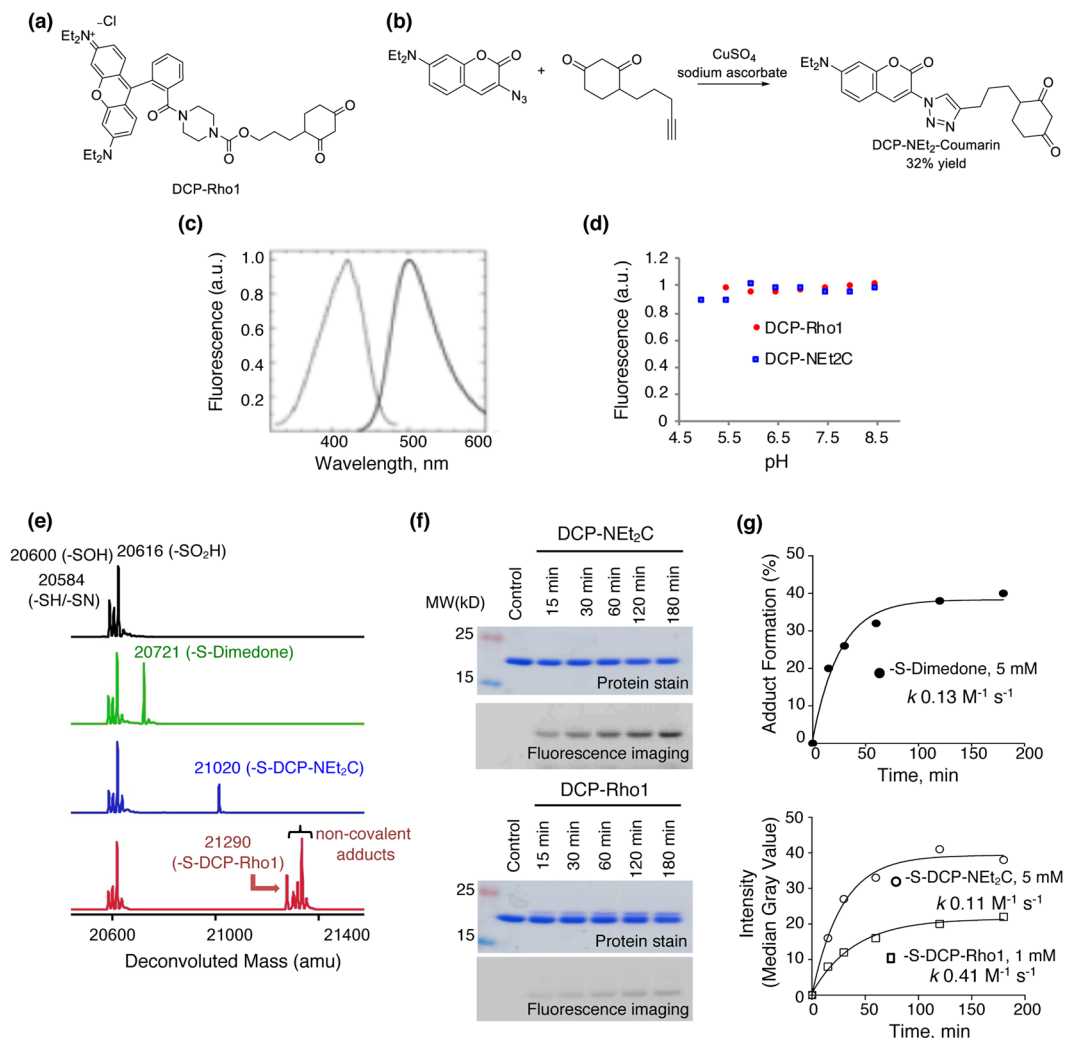 (a)
–Cl
Et₂N⁺
O
O
N
N
O
O
O
O
Et₂N
DCP-Rho1
(b)
Et₂N
O
O
N₃
+
O
O
CuSO₄
sodium ascorbate
Et₂N
O
O
N
N=N
O
O
DCP-NEt₂-Coumarin
32% yield
(c)
Fluorescence (a.u.)
1.0
0.8
0.6
0.4
0.2
400
500
600
Wavelength, nm
(d)
Fluorescence (a.u.)
1.2
1
0.8
0.6
0.4
0.2
0
DCP-Rho1
DCP-NEt2C
4.5
5.5
6.5
7.5
8.5
pH
(e)
20600 (-SOH)
20616 (-SO₂H)
20584
(-SH/-SN)
20721 (-S-Dimedone)
21020 (-S-DCP-NEt₂C)
21290
(-S-DCP-Rho1)
non-covalent
adducts
20600
21000
21400
Deconvoluted Mass (amu)
(f)
DCP-NEt₂C
MW(kD)
Control
15 min
30 min
60 min
120 min
180 min
25
15
Protein stain
Fluorescence imaging
DCP-Rho1
Control
15 min
30 min
60 min
120 min
180 min
25
15
Protein stain
Fluorescence imaging
(g)
Adduct Formation (%)
50
40
30
20
10
0
-S-Dimedone, 5 mM
k 0.13 M⁻¹ s⁻¹
0
50
100
150
200
Time, min
Intensity
(Median Gray Value)
50
40
30
20
10
0
-S-DCP-NEt₂C, 5 mM
k 0.11 M⁻¹ s⁻¹
-S-DCP-Rho1, 1 mM
k 0.41 M⁻¹ s⁻¹
0
50
100
150
200
Time, min